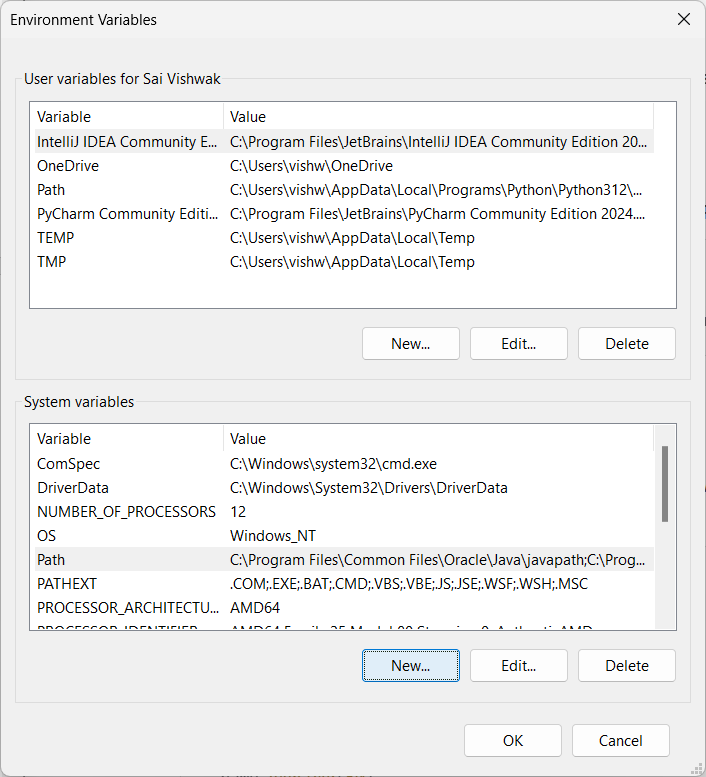 Environment Variables
User variables for Sai Vishwak
Variable Value
IntelliJ IDEA Community E... C:\Program Files\JetBrains\IntelliJ IDEA Community Edition 20...
OneDrive C:\Users\vishw\OneDrive
Path C:\Users\vishw\AppData\Local\Programs\Python\Python312\...
PyCharm Community Editi... C:\Program Files\JetBrains\PyCharm Community Edition 2024....
TEMP C:\Users\vishw\AppData\Local\Temp
TMP C:\Users\vishw\AppData\Local\Temp
New... Edit... Delete
System variables
Variable Value
ComSpec C:\Windows\system32\cmd.exe
DriverData C:\Windows\System32\Drivers\DriverData
NUMBER_OF_PROCESSORS 12
OS Windows_NT
Path C:\Program Files\Common Files\Oracle\Java\javapath;C:\Prog...
PATHEXT .COM;.EXE;.BAT;.CMD;.VBS;.VBE;.JS;.JSE;.WSF;.WSH;.MSC
PROCESSOR_ARCHITECTU... AMD64
New... Edit... Delete
OK Cancel